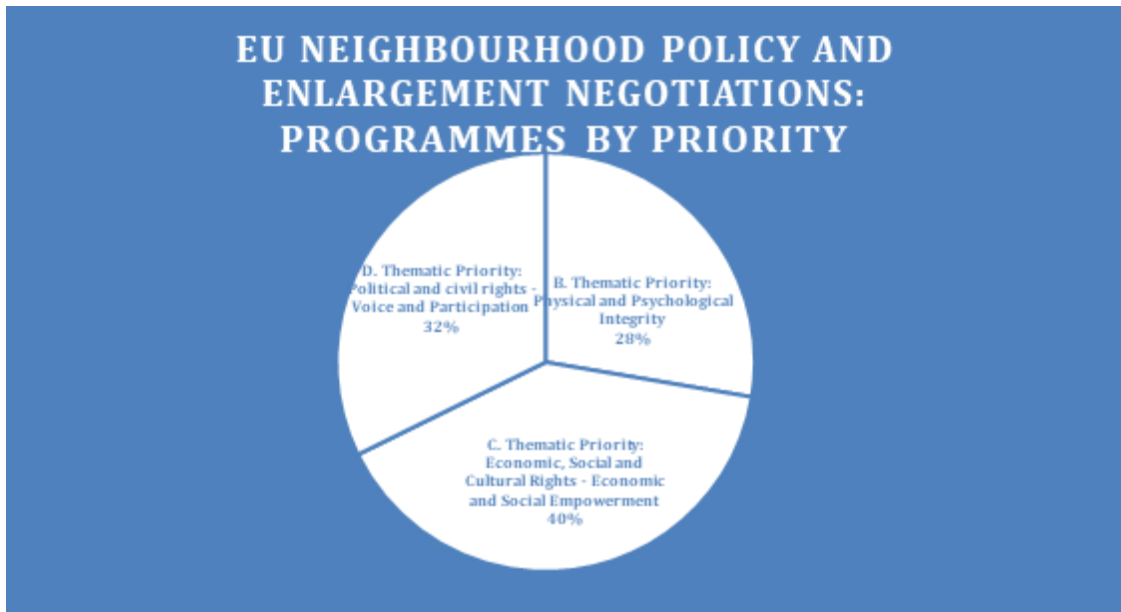 EU NEIGHBOURHOOD POLICY AND
ENLARGEMENT NEGOTIATIONS:
PROGRAMMES BY PRIORITY
D. Thematic Priority:
Political and civil rights -
Voice and Participation
32%
B. Thematic Priority:
Physical and Psychological
Integrity
28%
C. Thematic Priority:
Economic, Social and
Cultural Rights - Economic
and Social Empowerment
40%